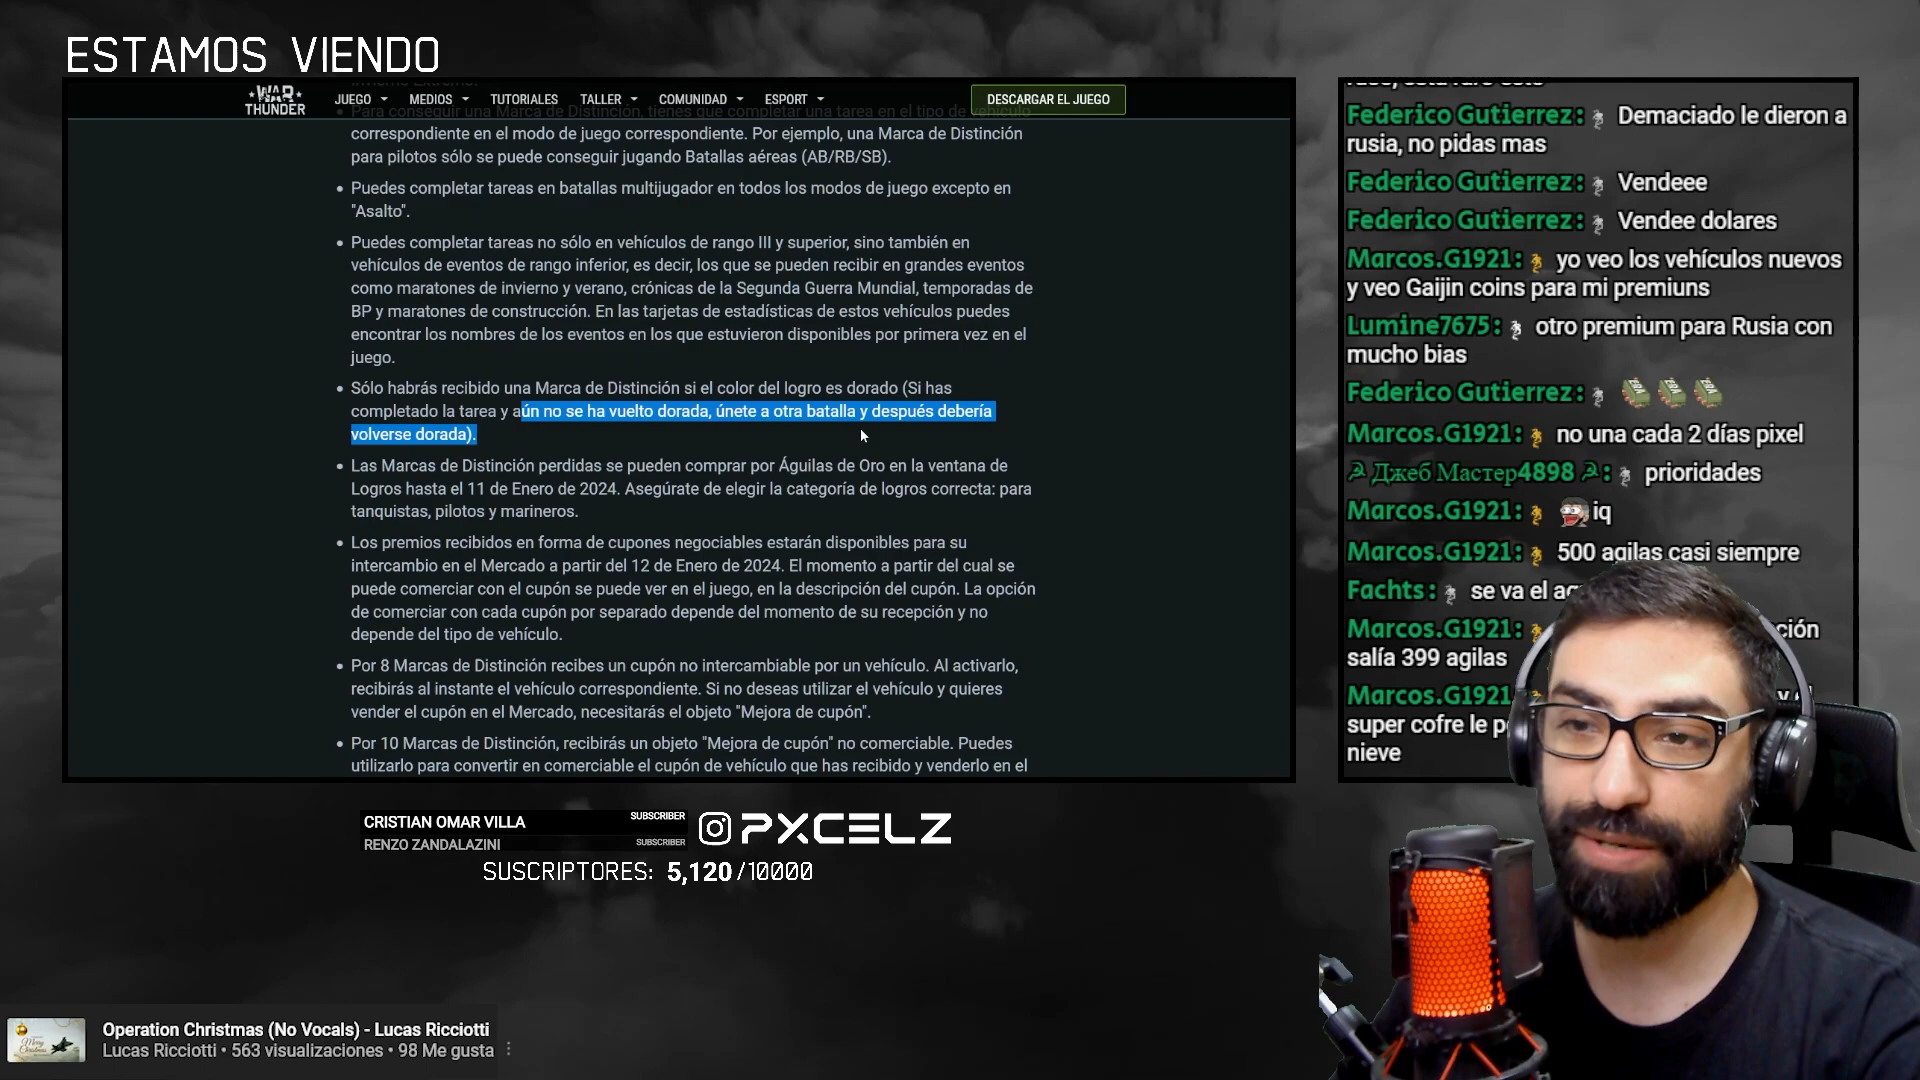 ESTAMOS VIENDO
WAR THUNDER
JUEGO
MEDIOS
TUTORIALES
TALLER
COMUNIDAD
ESPORT
DESCARGAR EL JUEGO
Para conseguir una Marca de Distinción, tienes que completar una tarea en el tipo de vehículo
correspondiente en el modo de juego correspondiente. Por ejemplo, una Marca de Distinción
para pilotos sólo se puede conseguir jugando Batallas aéreas (AB/RB/SB).
• Puedes completar tareas en batallas multijugador en todos los modos de juego excepto en
"Asalto".
• Puedes completar tareas no sólo en vehículos de rango III y superior, sino también en
vehículos de eventos de rango inferior, es decir, los que se pueden recibir en grandes eventos
como maratones de invierno y verano, crónicas de la Segunda Guerra Mundial, temporadas de
BP y maratones de construcción. En las tarjetas de estadísticas de estos vehículos puedes
encontrar los nombres de los eventos en los que estuvieron disponibles por primera vez en el
juego.
• Sólo habrás recibido una Marca de Distinción si el color del logro es dorado (Si has
completado la tarea y aún no se ha vuelto dorada, únete a otra batalla y después debería
volverse dorada).
• Las Marcas de Distinción perdidas se pueden comprar por Águilas de Oro en la ventana de
Logros hasta el 11 de Enero de 2024. Asegúrate de elegir la categoría de logros correcta: para
tanquistas, pilotos y marineros.
• Los premios recibidos en forma de cupones negociables estarán disponibles para su
intercambio en el Mercado a partir del 12 de Enero de 2024. El momento a partir del cual se
puede comerciar con el cupón se puede ver en el juego, en la descripción del cupón. La opción
de comerciar con cada cupón por separado depende del momento de su recepción y no
depende del tipo de vehículo.
• Por 8 Marcas de Distinción recibes un cupón no intercambiable por un vehículo. Al activarlo,
recibirás al instante el vehículo correspondiente. Si no deseas utilizar el vehículo y quieres
vender el cupón en el Mercado, necesitarás el objeto "Mejora de cupón".
• Por 10 Marcas de Distinción, recibirás un objeto "Mejora de cupón" no comerciable. Puedes
utilizarlo para convertir en comerciable el cupón de vehículo que has recibido y venderlo en el
Federico Gutierrez: Demaciado le dieron a
rusia, no pidas mas
Federico Gutierrez: Vendeee
Federico Gutierrez: Vendee dolares
Marcos.G1921: yo veo los vehículos nuevos
y veo Gaijin coins para mi premiuns
Lumine7675: otro premium para Rusia con
mucho bias
Federico Gutierrez:
Marcos.G1921: no una cada 2 días pixel
☭ Джеб Мастер4898 ☭: prioridades
Marcos.G1921: iq
Marcos.G1921: 500 agilas casi siempre
Fachts: se va el
Marcos.G1921: ción
salía 399 agilas
Marcos.G1921
super cofre le
nieve
CRISTIAN OMAR VILLA SUBSCRIBER
RENZO ZANDALAZINI SUBSCRIBER
PXCELZ
SUSCRIPTORES: 5,120/10000
Operation Christmas (No Vocals) - Lucas Ricciotti
Lucas Ricciotti • 563 visualizaciones • 98 Me gusta